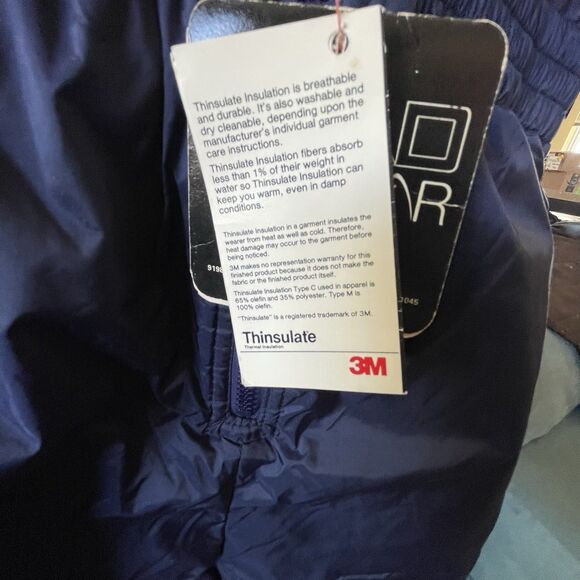 Thinsulate Insulation is breathable
and durable. It's also washable and
dry cleanable, depending upon the
manufacturer's individual garment
care instructions.
Thinsulate Insulation fibers absorb
less than 1% of their weight in
water so Thinsulate Insulation can
keep you warm, even in damp
conditions.
Thinsulate Insulation in a garment insulates the
wearer from heat as well as cold. Therefore,
heat damage may occur to the garment before
being noticed.
3M makes no representation warranty for this
finished product because it does not make the
fabric or the finished product itself.
Thinsulate Insulation Type C used in apparel is
65% olefin and 35% polyester. Type M is
100% olefin.
"Thinsulate" is a registered trademark of 3M.
Thinsulate
Thermal Insulation
3M